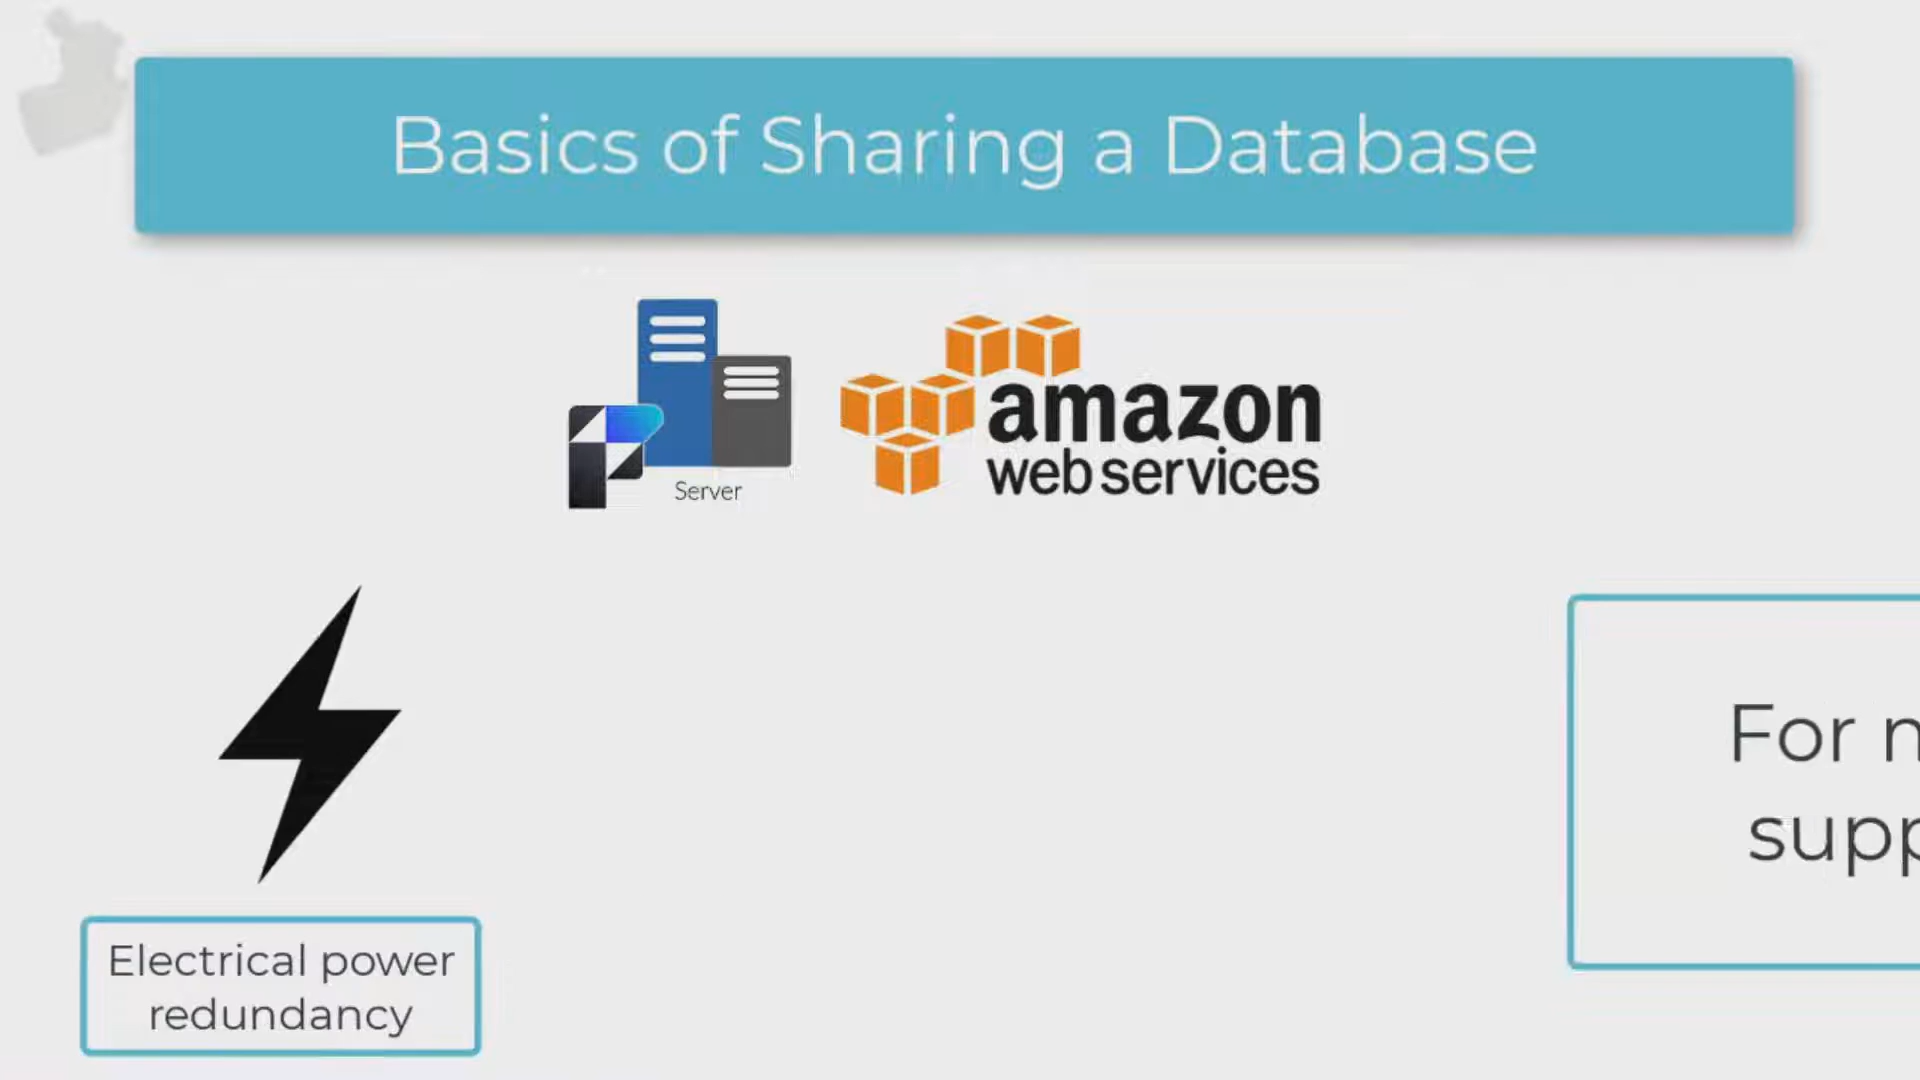 Basics of Sharing a Database
Server
amazon
web services
For
Electrical power
redundancy